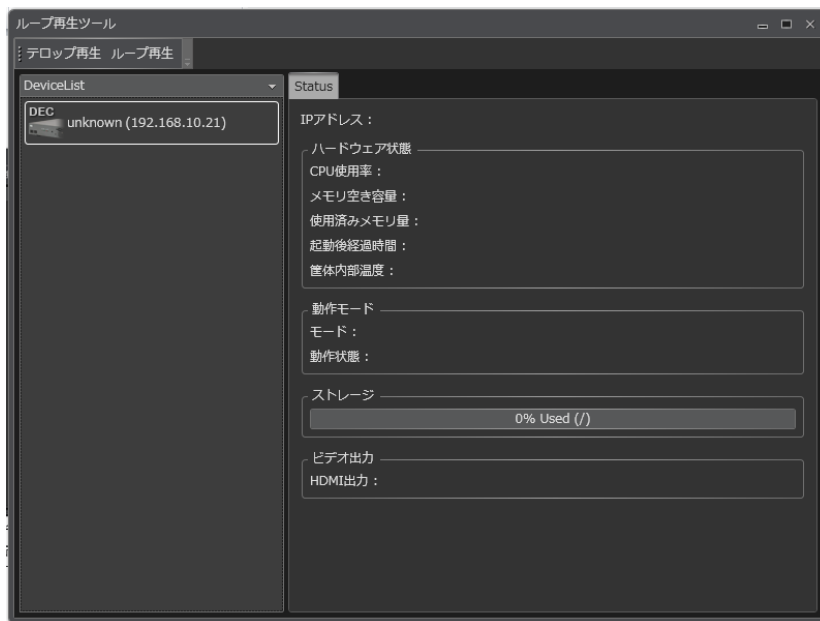 ループ再生ツール
テロップ再生 ループ再生
DeviceList
DEC
unknown (192.168.10.21)
Status
IPアドレス：
ハードウェア状態
CPU使用率：
メモリ空き容量：
使用済みメモリ量：
起動後経過時間：
筐体内部温度：
動作モード
モード：
動作状態：
ストレージ
0% Used (/)
ビデオ出力
HDMI出力：